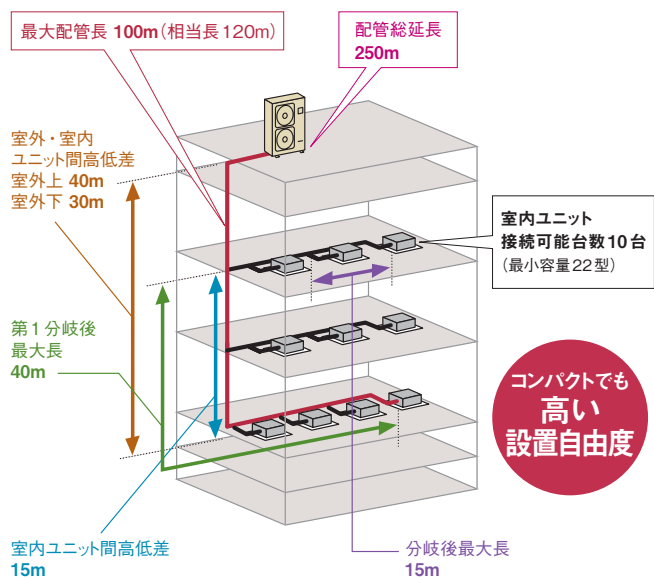 最大配管長 100m（相当長120m）
配管総延長
250m
室外・室内
ユニット間高低差
室外上 40m
室外下 30m
室内ユニット
接続可能台数10台
（最小容量22型）
第1分岐後
最大長
40m
コンパクトでも
高い
設置自由度
室内ユニット間高低差
15m
分岐後最大長
15m